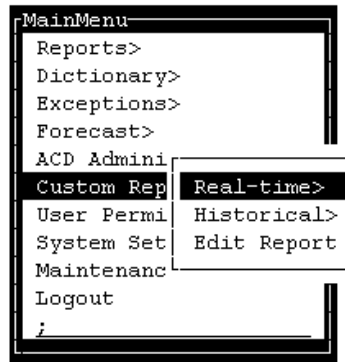 MainMenu
Reports>
Dictionary>
Exceptions>
Forecast>
ACD Admini
Custom Rep
Real-time>
User Permi
Historical>
System Set
Edit Report
Maintenanc
Logout
;